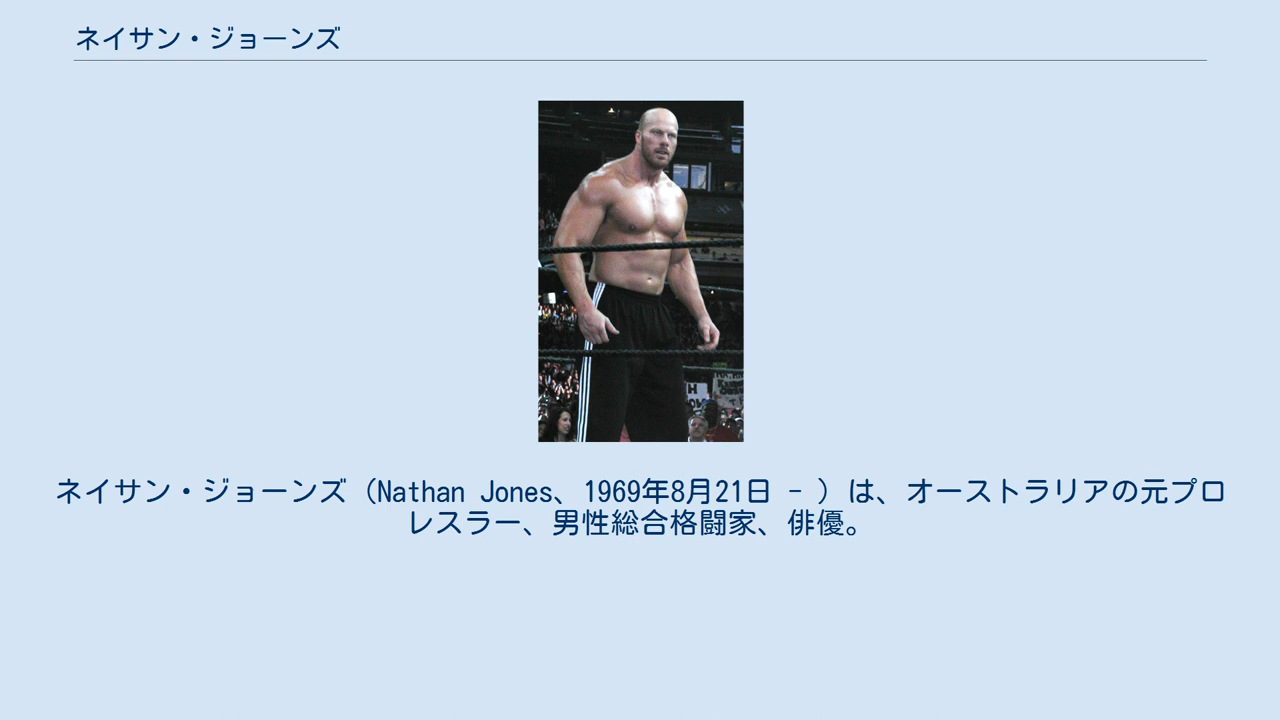 ネイサン・ジョーンズ
ネイサン・ジョーンズ（Nathan Jones、1969年8月21日 - ）は、オーストラリアの元プロ
レスラー、男性総合格闘家、俳優。